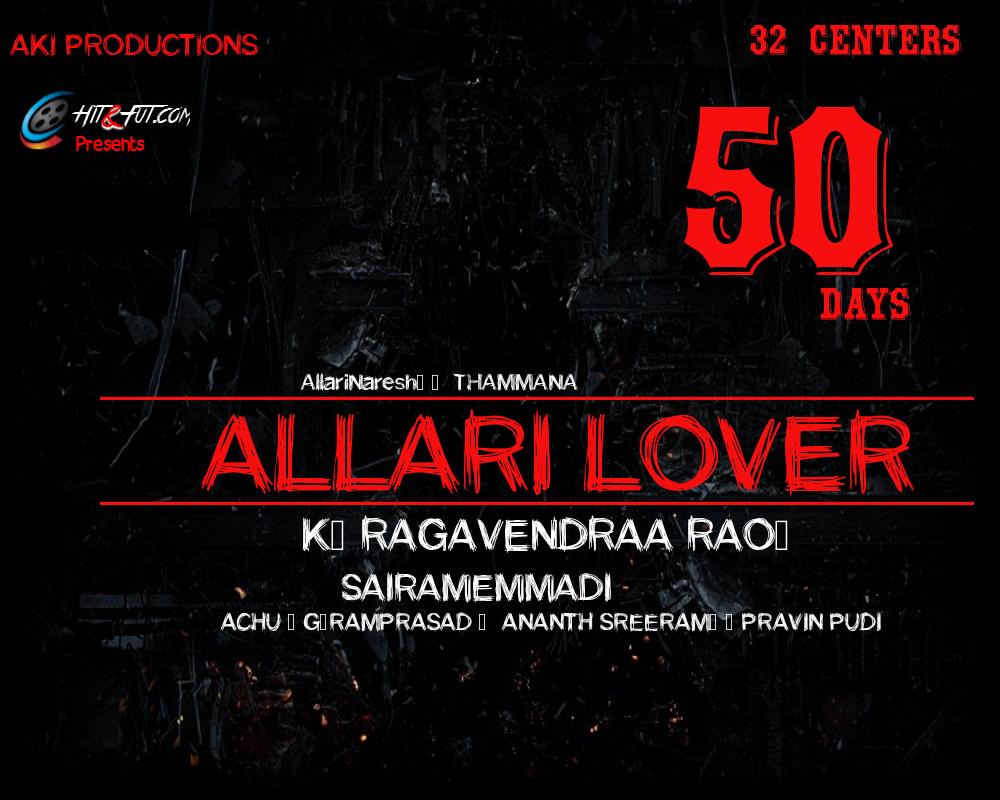 AKI PRODUCTIONS
32 CENTERS
HIT&FUT.COM
Presents
50
DAYS
AllariNaresh▯ ▯ THAMMANA
ALLARI LOVER
K▯ RAGAVENDRAA RAO▯
SAIRAMEMMADI
ACHU ▯ G▯RAMPRASAD ▯ ANANTH SREERAM▯ ▯ PRAVIN PUDI